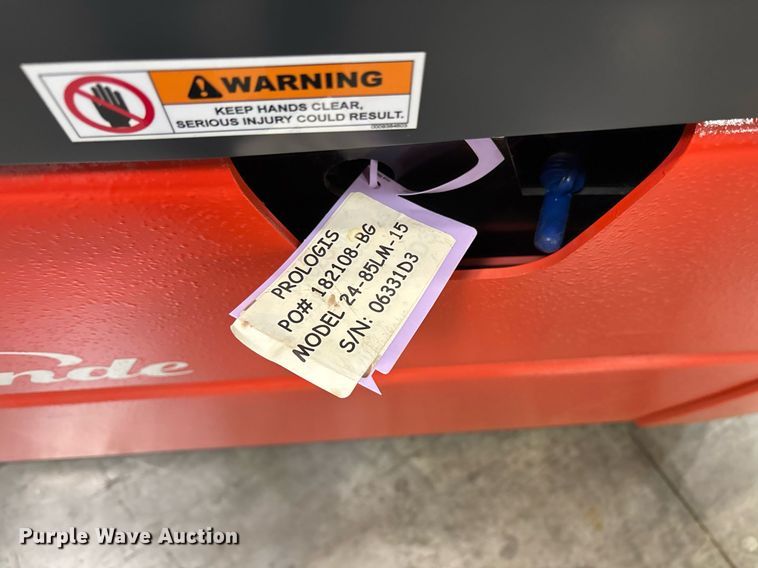 WARNING
KEEP HANDS CLEAR,
SERIOUS INJURY COULD RESULT.
PROLOGIS
PO# 182108-BG
MODEL 24-85LM-15
S/N: 06331D3
nde
Purple Wave Auction